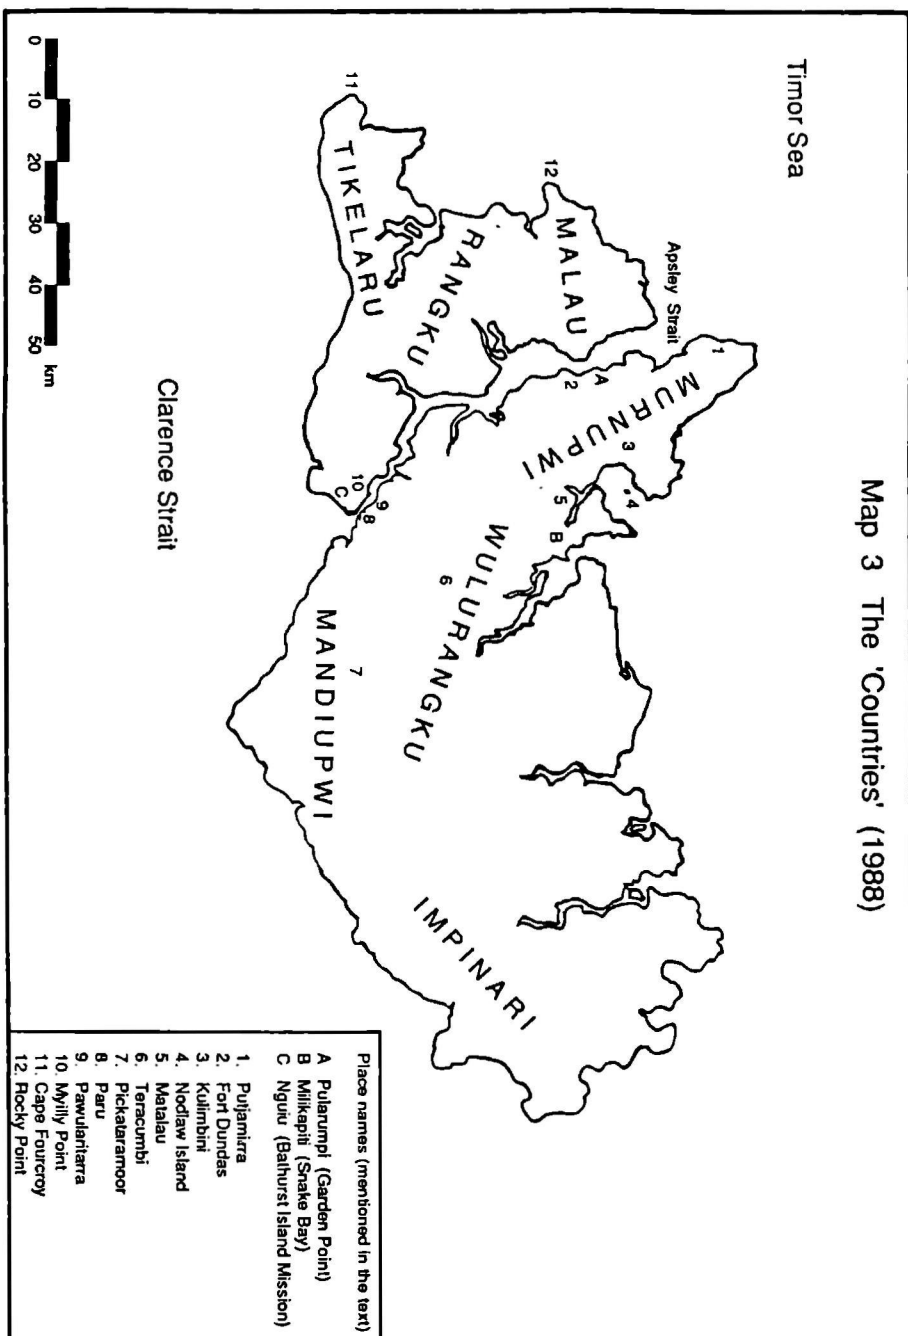 Map 3 The 'Countries' (1988)
Timor Sea
Apsley Strait
12
11
1
MALAU
TIKELARU
RANGKU
MURNUPWI
A
2
3
4
5
B
WULURANGKU
6
10
C
9
8
7
MANDIUPWI
IMPINARI
Clarence Strait
0 10 20 30 40 50 km
Place names (mentioned in the text)
A Pularumpi (Garden Point)
B Milikapiti (Snake Bay)
C Nguiu (Bathurst Island Mission)
1. Putjamirra
2. Fort Dundas
3. Kulimbini
4. Nodlaw Island
5. Matalau
6. Teracumbi
7. Pickataramoor
8. Paru
9. Pawularitarra
10. Myilly Point
11. Cape Fourcroy
12. Rocky Point